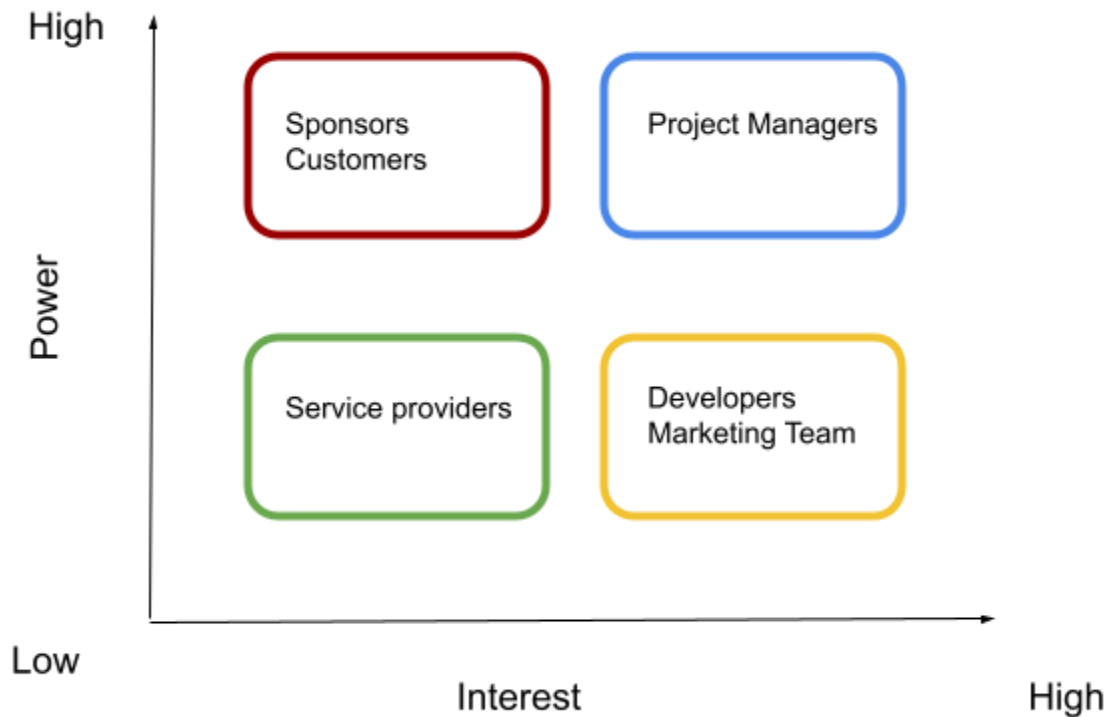 High
Sponsors
Customers
Project Managers
Power
Service providers
Developers
Marketing Team
Low
Interest
High